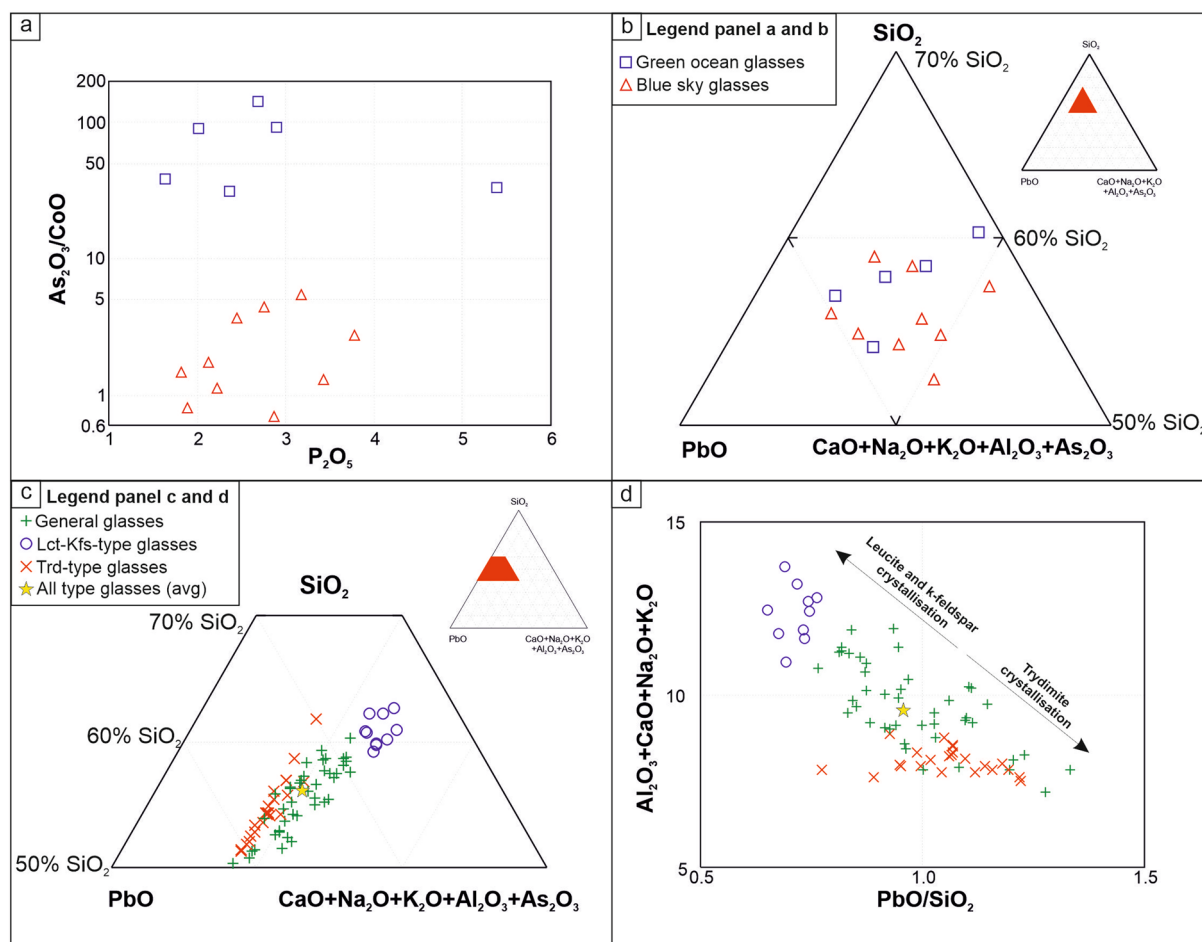 a
200
100
50
10
5
1
0.6
As₂O₃/CoO
1 2 3 4 5 6
P₂O₅
b
Legend panel a and b
Green ocean glasses
Blue sky glasses
SiO₂
70% SiO₂
60% SiO₂
50% SiO₂
PbO
CaO+Na₂O+K₂O+Al₂O₃+As₂O₃
SiO₂
PbO
CaO+Na₂O+K₂O
+Al₂O₃+As₂O₃
c
Legend panel c and d
General glasses
Lct-Kfs-type glasses
Trd-type glasses
All type glasses (avg)
SiO₂
70% SiO₂
60% SiO₂
50% SiO₂
PbO
CaO+Na₂O+K₂O+Al₂O₃+As₂O₃
SiO₂
PbO
CaO+Na₂O+K₂O
+Al₂O₃+As₂O₃
d
15
10
5
Al₂O₃+CaO+Na₂O+K₂O
Leucite and k-feldspar
crystallisation
Trydimite
crystallisation
0.5 1.0 1.5
PbO/SiO₂